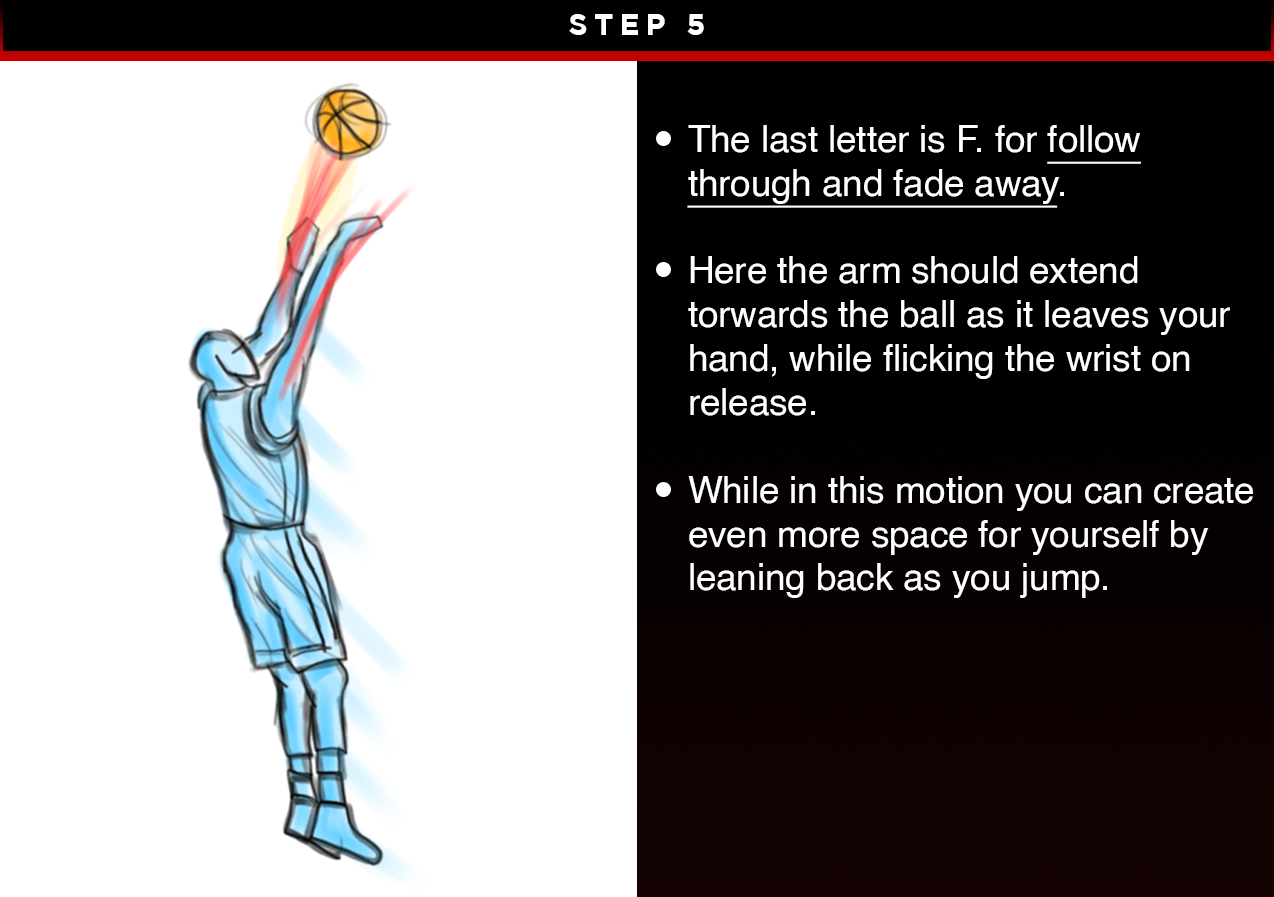 STEP 5
• The last letter is F. for follow
through and fade away.
• Here the arm should extend
torwards the ball as it leaves your
hand, while flicking the wrist on
release.
• While in this motion you can create
even more space for yourself by
leaning back as you jump.